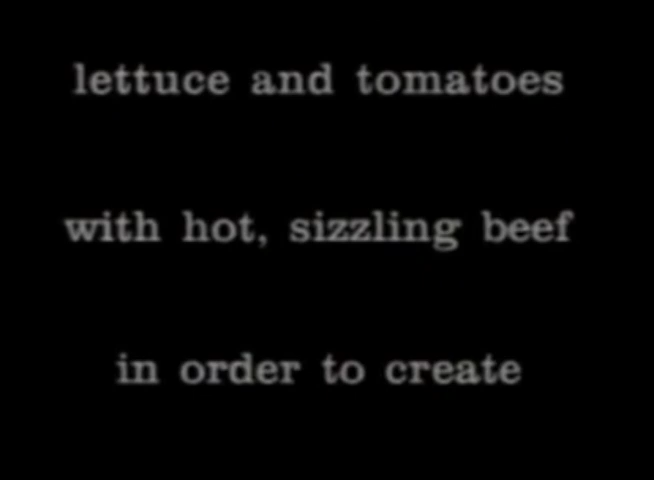 lettuce and tomatoes
with hot, sizzling beef
in order to create